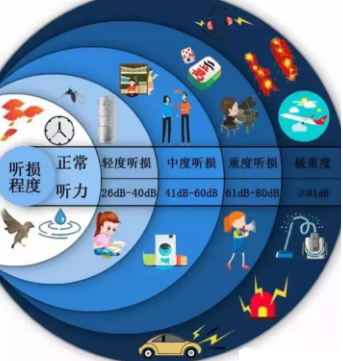 听损
程度
正常
听力
轻度听损
26dB-40dB
中度听损
41dB-60dB
重度听损
61dB-80dB
极重度
≥81dB